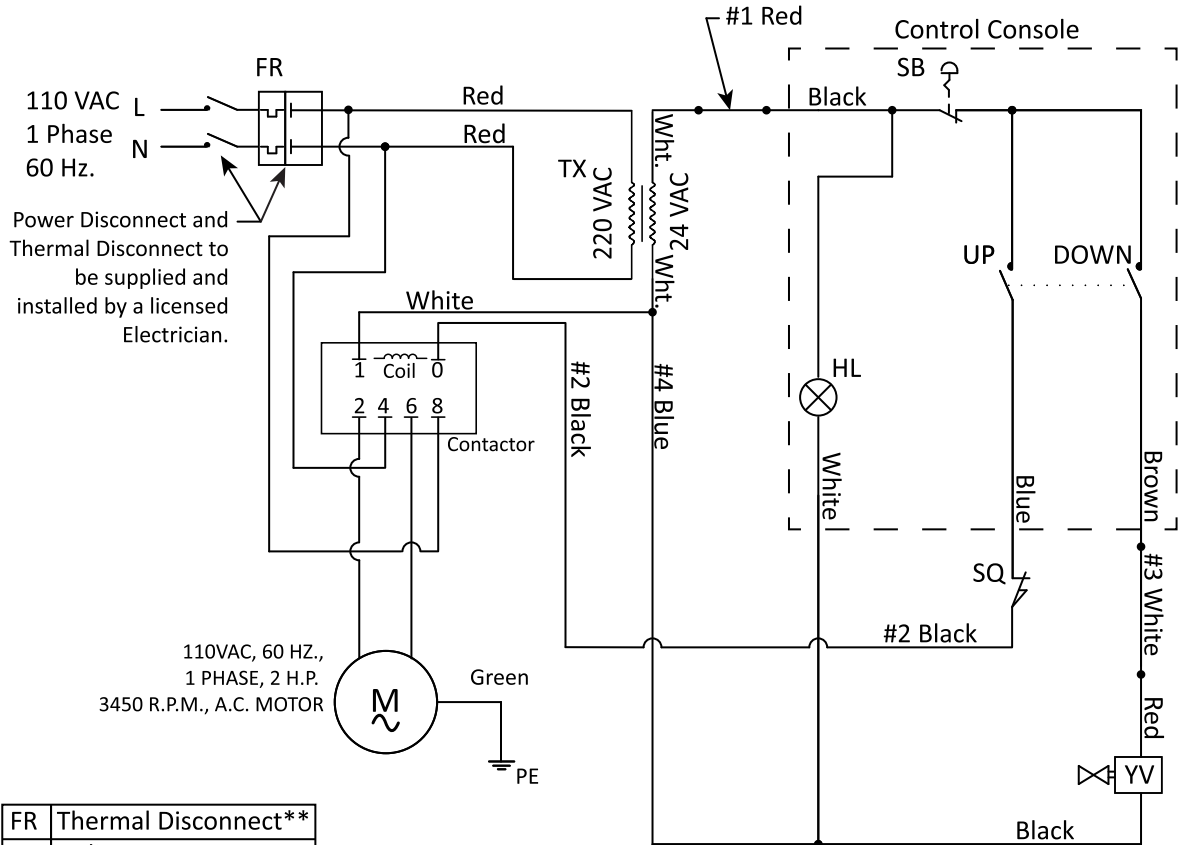 #1 Red
Control Console
FR
SB
110 VAC L
1 Phase
N
60 Hz.
Red
Red
Black
Wht.
TX
220 VAC
24 VAC
Wht.
Power Disconnect and
Thermal Disconnect to
be supplied and
installed by a licensed
Electrician.
UP
DOWN
White
1 Coil 0
2 4 6 8
Contactor
#2 Black
#4 Blue
HL
White
Blue
Brown
SQ
#2 Black
#3 White
110VAC, 60 HZ.,
1 PHASE, 2 H.P.
3450 R.P.M., A.C. MOTOR
M
Green
PE
Red
YV
Black
FR Thermal Disconnect**